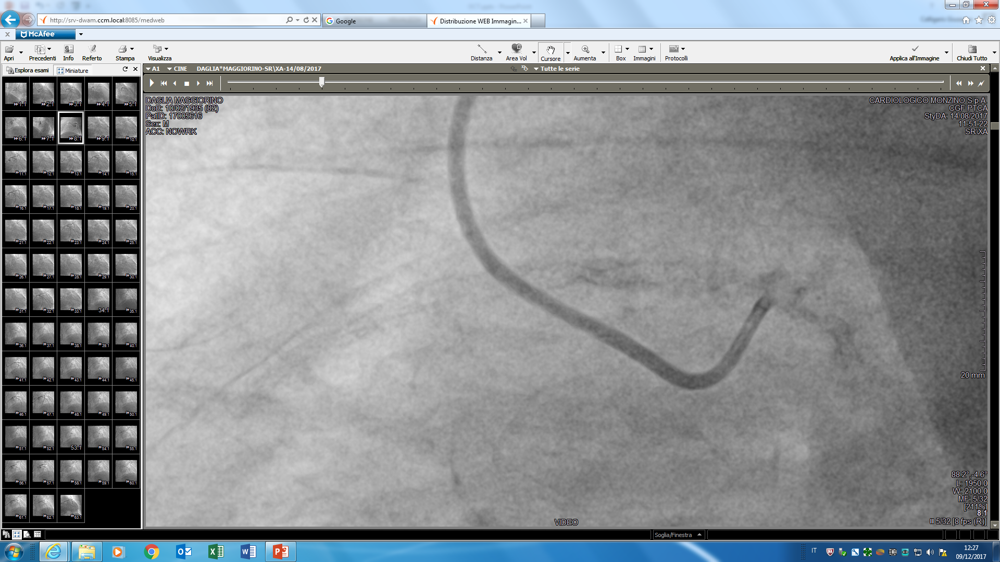 http://srv-dwam.ccm.local:8085/medweb
Google
Distribuzione WEB Immagin...
McAfee
Apri
Precedenti
Info
Referto
Stampa
Visualizza
Distanza
Area Vol
Cursore
Aumenta
Box
Immagini
Protocolli
Applica all'Immagine
Chiudi Tutto
Esplora esami
Miniature
A1
CINE
DAGLIA*MAGGIORINO-SR\XA-14/08/2017
Tutte le serie
DAGLIA MAGGIORINO
DoB: 10/02/1935 (82)
PatID: 17005616
Sex: M
ACC: NOWRK
CARDIOLOGICO MONZINO S.p.A
CGF PTCA
StyDA: 14/08/2017
11:51:22
SR\XA
1.1 2.1 3.1 4.1 5.1
6.1 7.1 8.1 9.1 10.1
11.1 12.1 13.1 14.1 15.1
16.1 17.1 18.1 19.1 20.1
21.1 22.1 23.1 24.1 25.1
26.1 27.1 28.1 29.1 30.1
31.1 32.1 33.1 34.1 35.1
36.1 37.1 38.1 39.1 40.1
41.1 42.1 43.1 44.1 45.1
46.1 47.1 48.1 49.1 50.1
51.1 52.1 53.1 54.1 55.1
56.1 57.1 58.1 59.1 60.1
61.1 62.1 63.1
20 mm
88.2°,-4.6°
L: 1950.0
W: 2100.0
MF: 5/32
[211%]
8.1
II 5/32 [8 fps (R)]
VIDEO
Soglia/Finestra
IT
12:27
09/12/2017